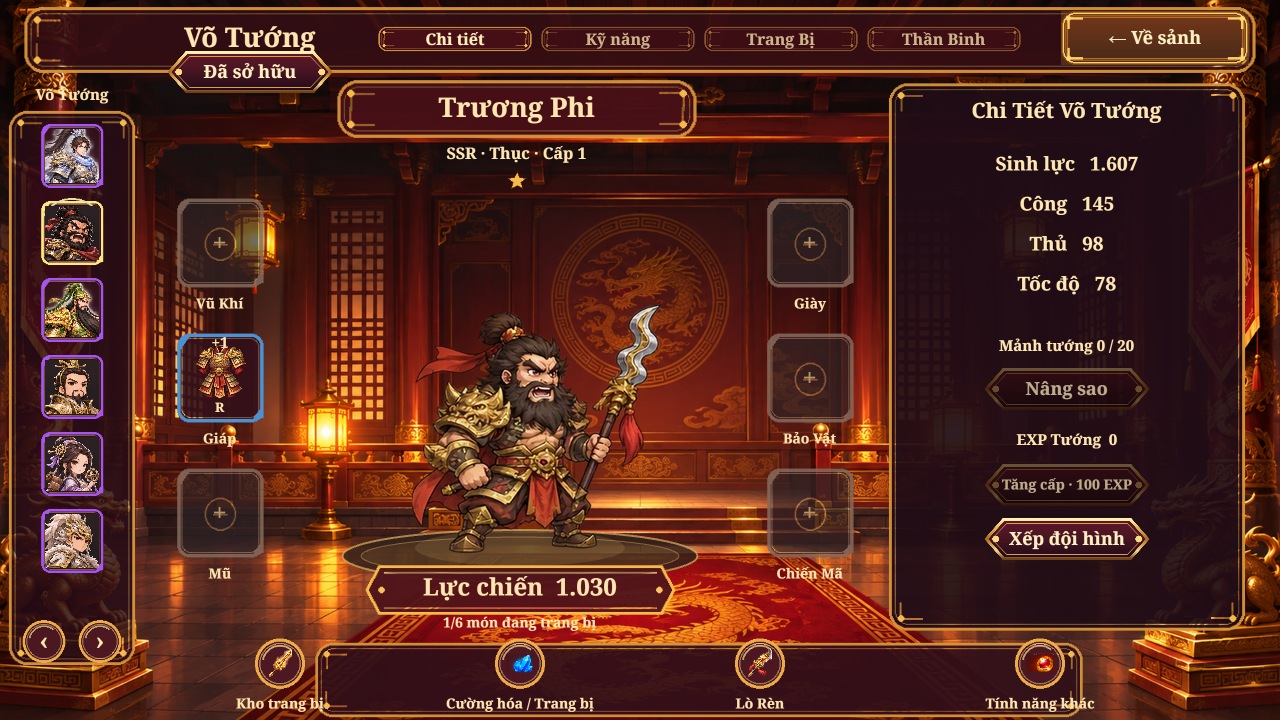 Võ Tướng
Chi tiết
Kỹ năng
Trang Bị
Thần Binh
← Về sảnh
Đã sở hữu
Võ Tướng
Trương Phi
SSR · Thục · Cấp 1
Vũ Khí
+1
R
Giáp
Mũ
Giày
Bảo Vật
Chiến Mã
Lực chiến 1.030
1/6 món đang trang bị
Chi Tiết Võ Tướng
Sinh lực 1.607
Công 145
Thủ 98
Tốc độ 78
Mảnh tướng 0 / 20
Nâng sao
EXP Tướng 0
Tăng cấp · 100 EXP
Xếp đội hình
‹ ›
Kho trang bị
Cường hóa / Trang bị
Lò Rèn
Tính năng khác